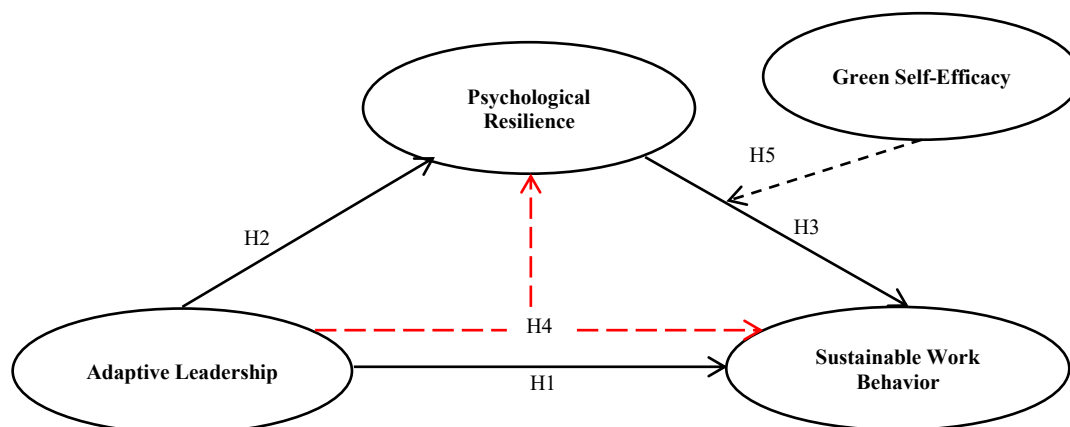 Psychological
Resilience
Green Self-Efficacy
H5
H2
H3
H4
Adaptive Leadership
H1
Sustainable Work
Behavior